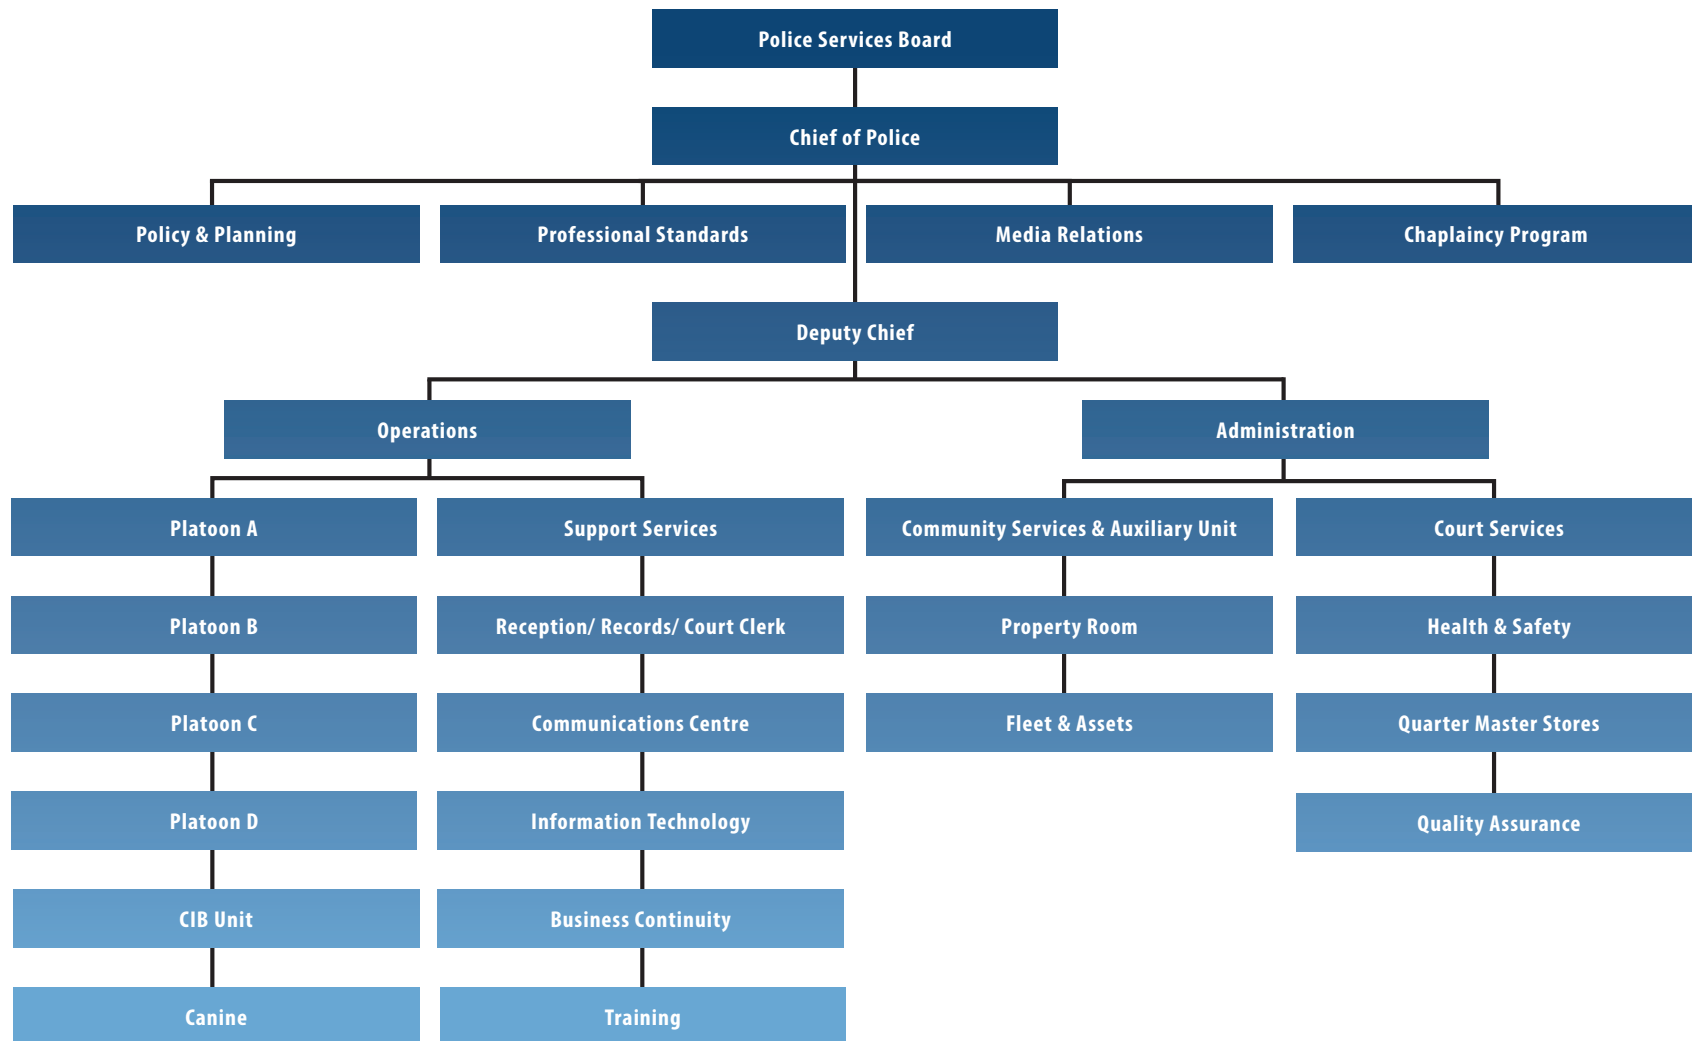 Police Services Board
Chief of Police
Policy & Planning
Professional Standards
Media Relations
Chaplaincy Program
Deputy Chief
Operations
Administration
Platoon A
Support Services
Community Services & Auxiliary Unit
Court Services
Platoon B
Reception/ Records/ Court Clerk
Property Room
Health & Safety
Platoon C
Communications Centre
Fleet & Assets
Quarter Master Stores
Platoon D
Information Technology
Quality Assurance
CIB Unit
Business Continuity
Canine
Training